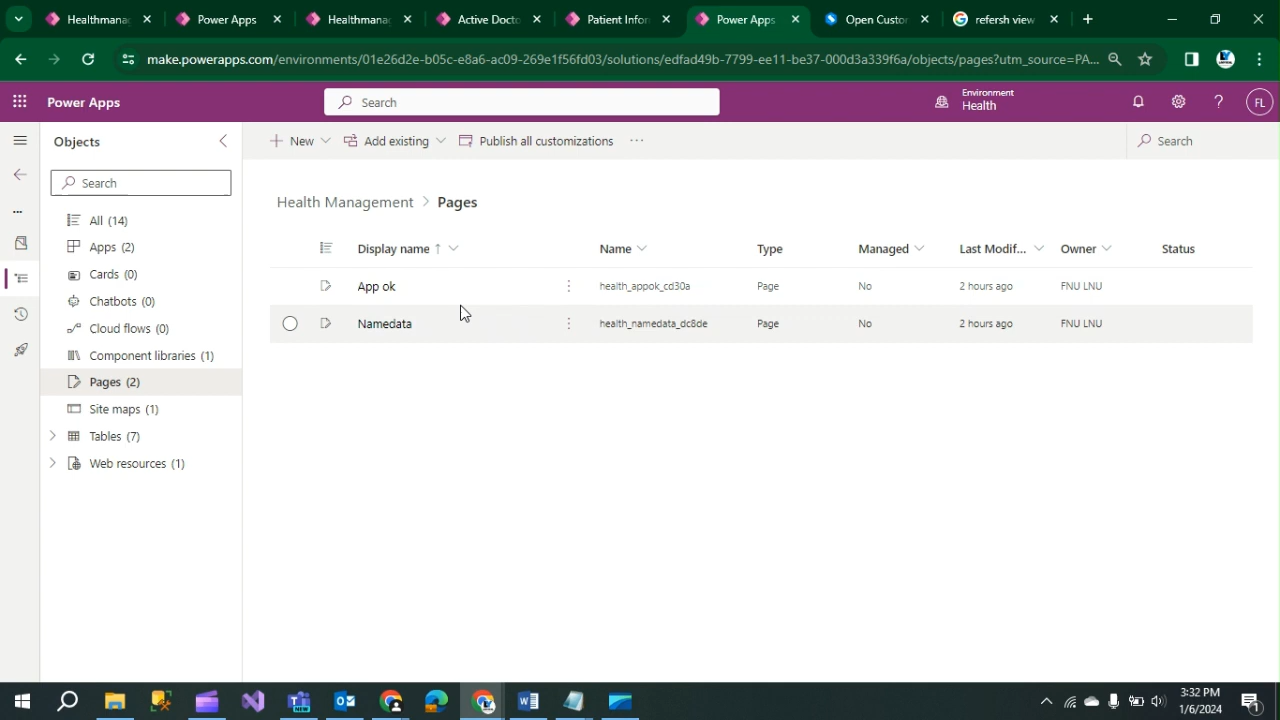 Healthmanag
Power Apps
Healthmanag
Active Docto
Patient Infor
Power Apps
Open Custor
refersh view
make.powerapps.com/environments/01e26d2e-b05c-e8a6-ac09-269e1f56fd03/solutions/edfad49b-7799-ee11-be37-000d3a339f6a/objects/pages?utm_source=PA...
Power Apps
Search
Environment
Health
FL
Objects
New
Add existing
Publish all customizations
···
Search
Search
Health Management > Pages
All (14)
Apps (2)
Cards (0)
Chatbots (0)
Cloud flows (0)
Component libraries (1)
Pages (2)
Site maps (1)
Tables (7)
Web resources (1)
Display name ↑ Name Type Managed Last Modif... Owner Status
App ok health_appok_cd30a Page No 2 hours ago FNU LNU
Namedata health_namedata_dc8de Page No 2 hours ago FNU LNU
NEW
3:32 PM
1/6/2024
1